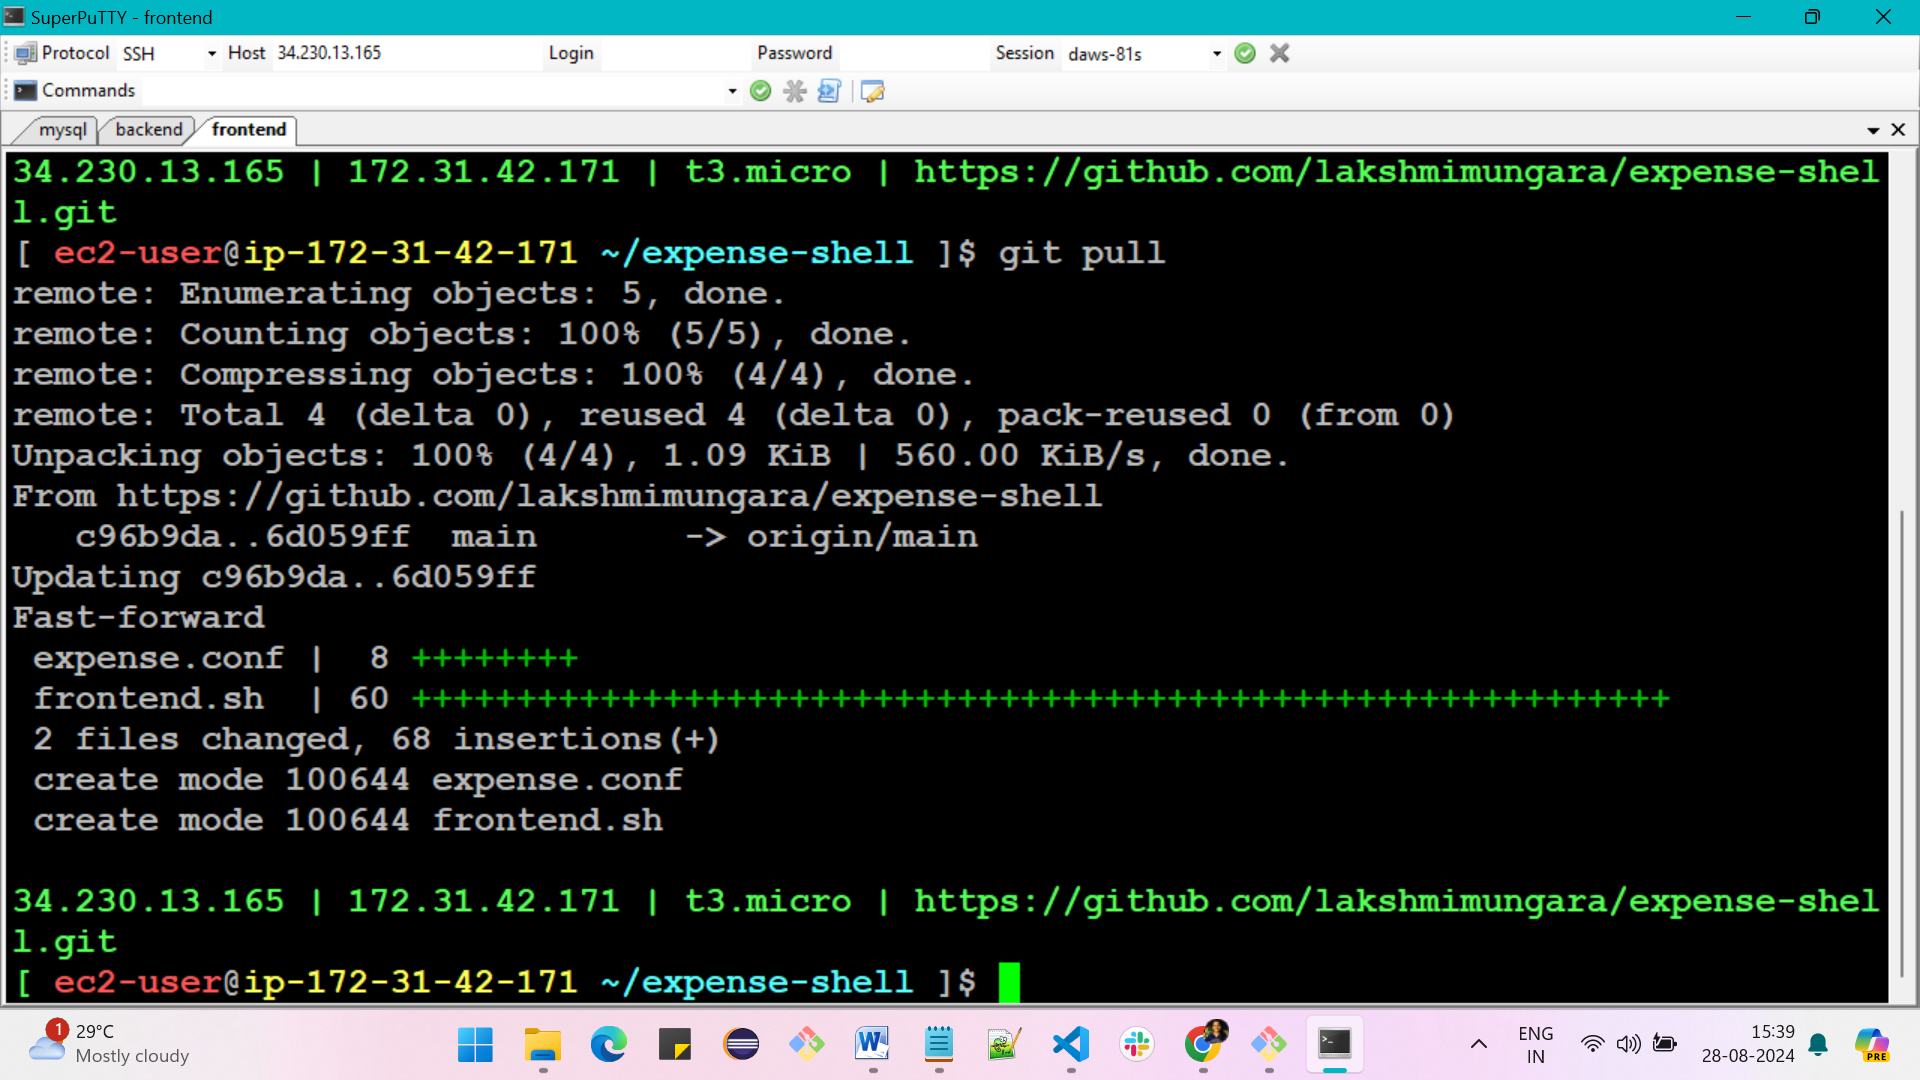 SuperPuTTY - frontend
Protocol SSH Host 34.230.13.165 Login Password Session daws-81s
Commands
mysql backend frontend
34.230.13.165 | 172.31.42.171 | t3.micro | https://github.com/lakshmimungara/expense-shel
l.git
[ ec2-user@ip-172-31-42-171 ~/expense-shell ]$ git pull
remote: Enumerating objects: 5, done.
remote: Counting objects: 100% (5/5), done.
remote: Compressing objects: 100% (4/4), done.
remote: Total 4 (delta 0), reused 4 (delta 0), pack-reused 0 (from 0)
Unpacking objects: 100% (4/4), 1.09 KiB | 560.00 KiB/s, done.
From https://github.com/lakshmimungara/expense-shell
   c96b9da..6d059ff  main       -> origin/main
Updating c96b9da..6d059ff
Fast-forward
 expense.conf |  8 ++++++++
 frontend.sh  | 60 ++++++++++++++++++++++++++++++++++++++++++++++++++++++++++++
 2 files changed, 68 insertions(+)
 create mode 100644 expense.conf
 create mode 100644 frontend.sh
34.230.13.165 | 172.31.42.171 | t3.micro | https://github.com/lakshmimungara/expense-shel
l.git
[ ec2-user@ip-172-31-42-171 ~/expense-shell ]$
1 29°C
Mostly cloudy
ENG
IN
15:39
28-08-2024
PRE